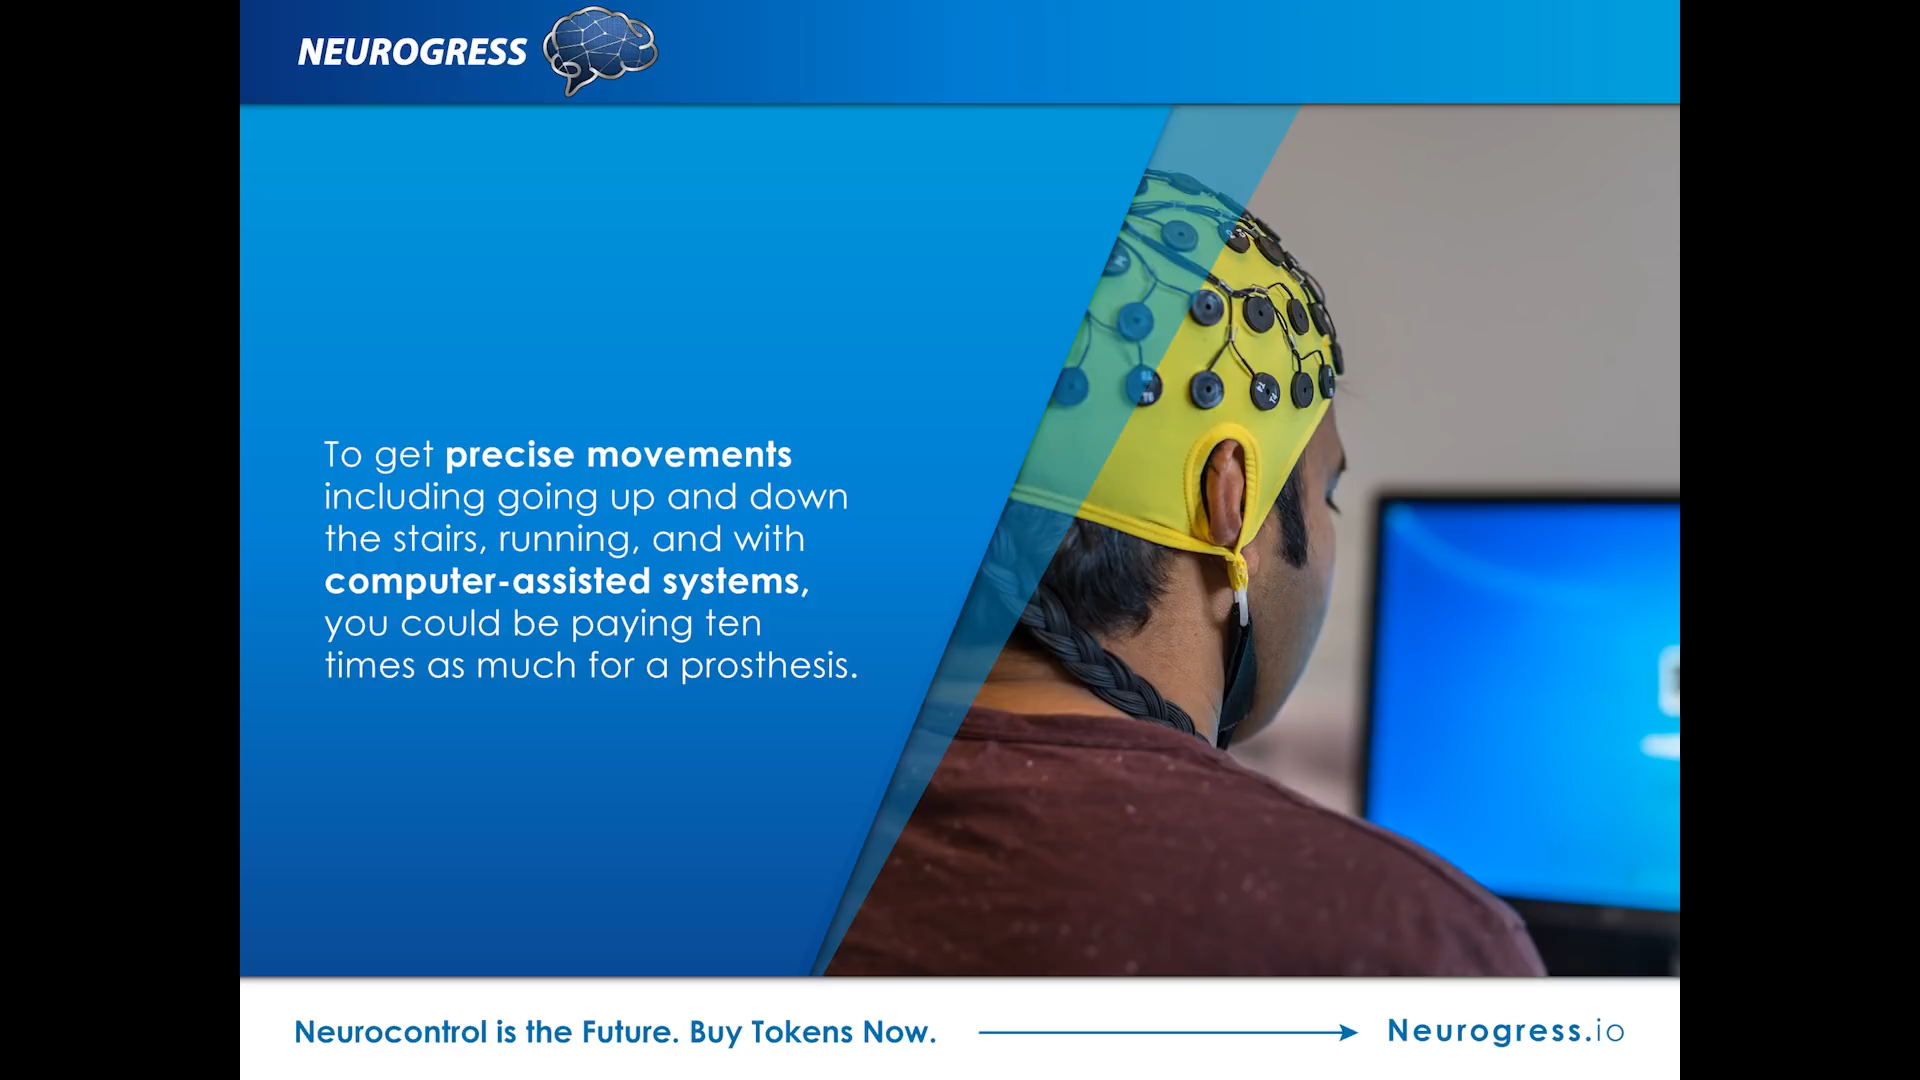 NEUROGRESS
To get precise movements
including going up and down
the stairs, running, and with
computer-assisted systems,
you could be paying ten
times as much for a prosthesis.
Neurocontrol is the Future. Buy Tokens Now.
Neurogress.io